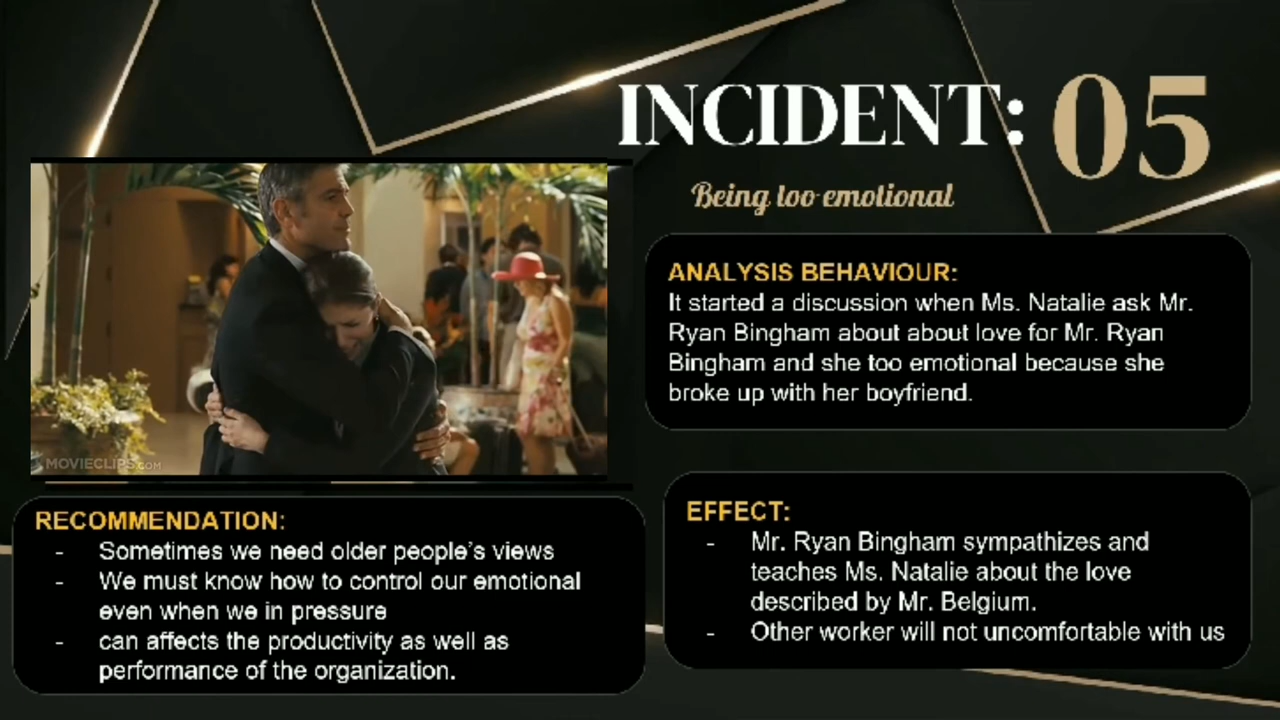 INCIDENT: 05
Being too emotional
MOVIECLIPS.COM
ANALYSIS BEHAVIOUR:
It started a discussion when Ms. Natalie ask Mr.
Ryan Bingham about about love for Mr. Ryan
Bingham and she too emotional because she
broke up with her boyfriend.
RECOMMENDATION:
- Sometimes we need older people's views
- We must know how to control our emotional
even when we in pressure
- can affects the productivity as well as
performance of the organization.
EFFECT:
- Mr. Ryan Bingham sympathizes and
teaches Ms. Natalie about the love
described by Mr. Belgium.
- Other worker will not uncomfortable with us